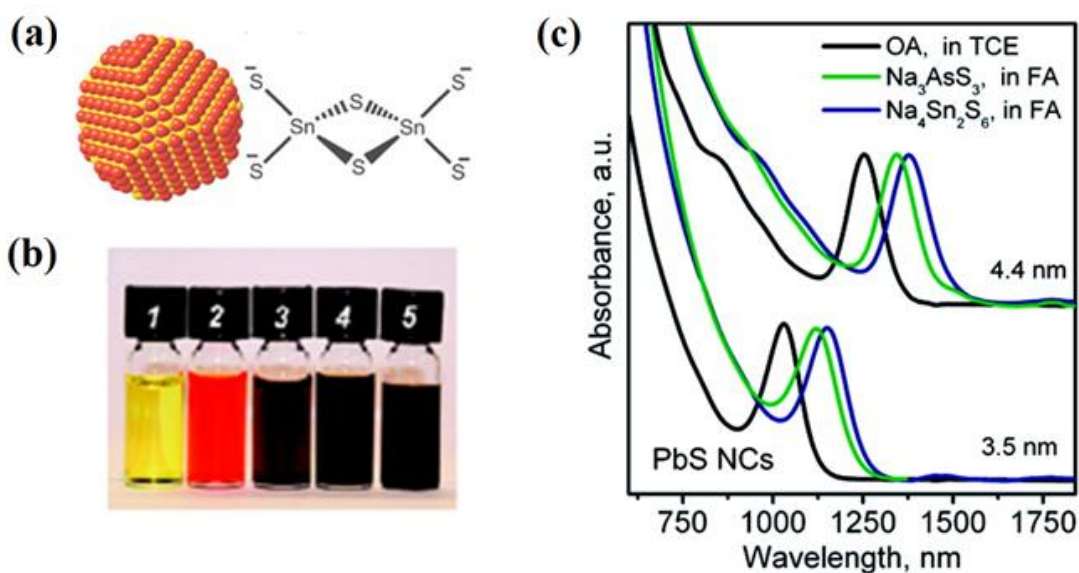 (a)
S⁻
S⁻
S
Sn
Sn
S
S⁻
S⁻
(b)
1 2 3 4 5
(c)
OA, in TCE
Na₃AsS₃, in FA
Na₄Sn₂S₆, in FA
4.4 nm
3.5 nm
PbS NCs
Absorbance, a.u.
750 1000 1250 1500 1750
Wavelength, nm